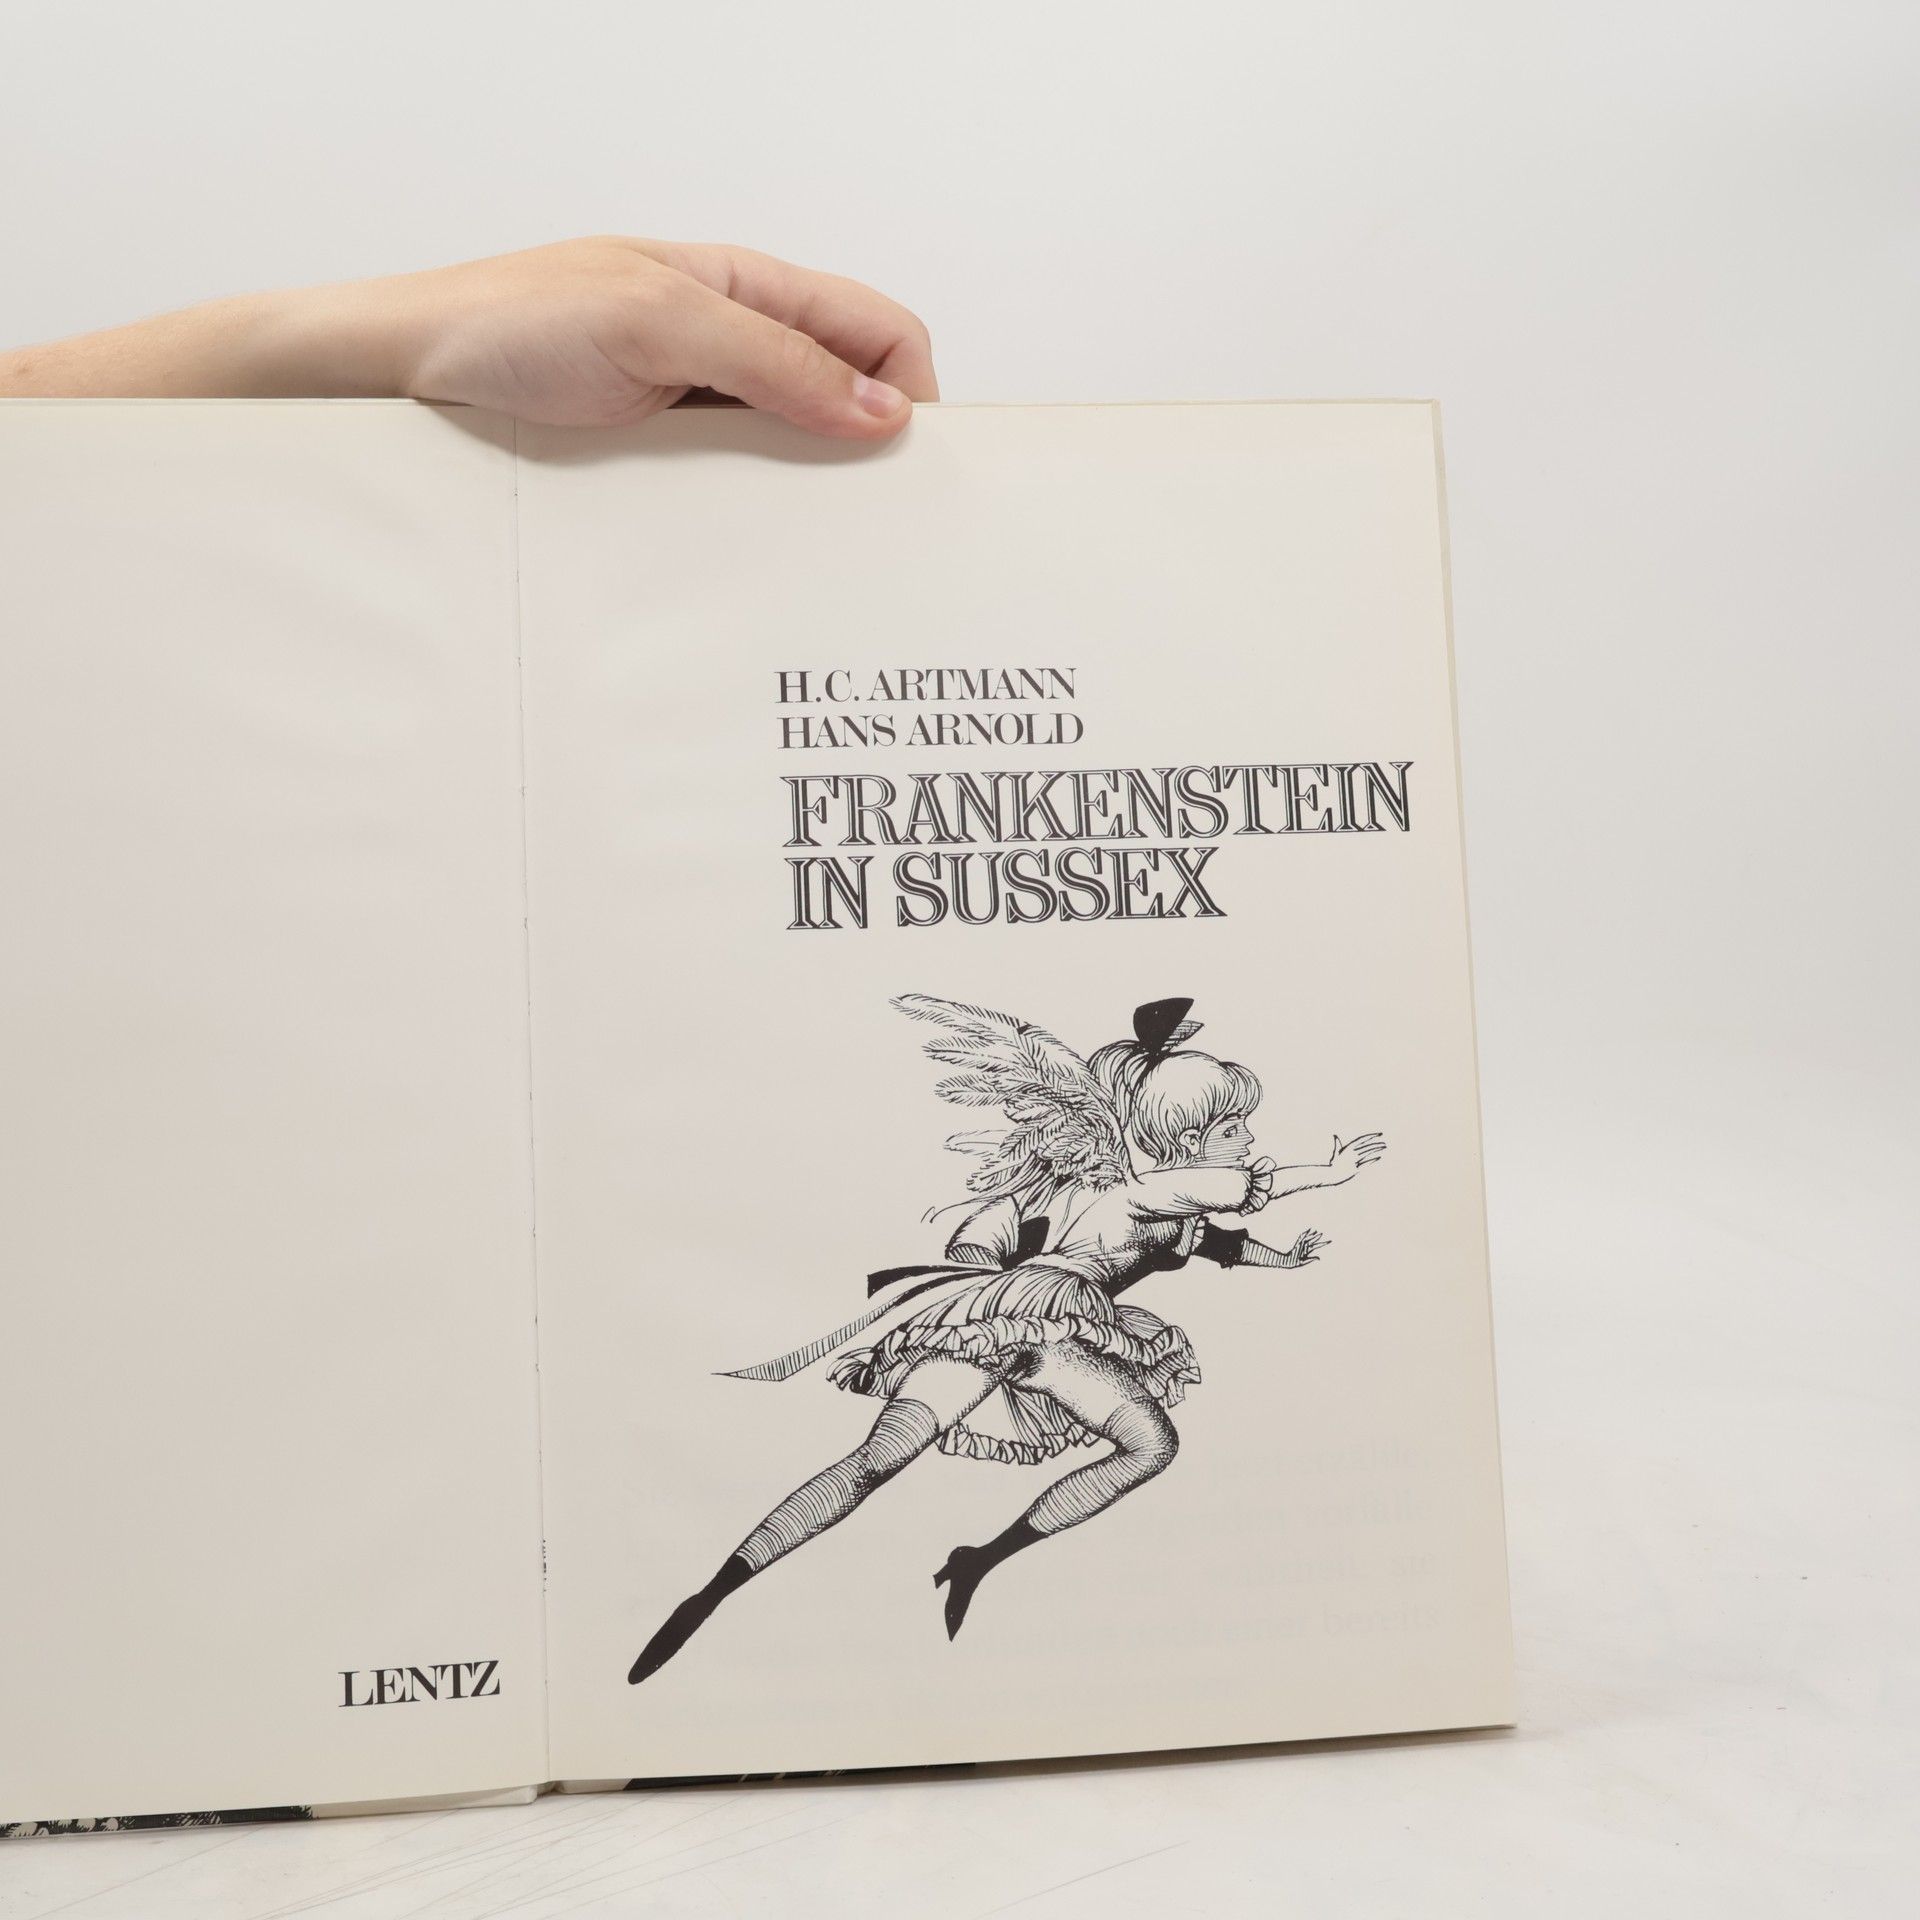 H.C. ARTMANN
HANS ARNOLD
FRANKENSTEIN
IN SUSSEX
LENTZ